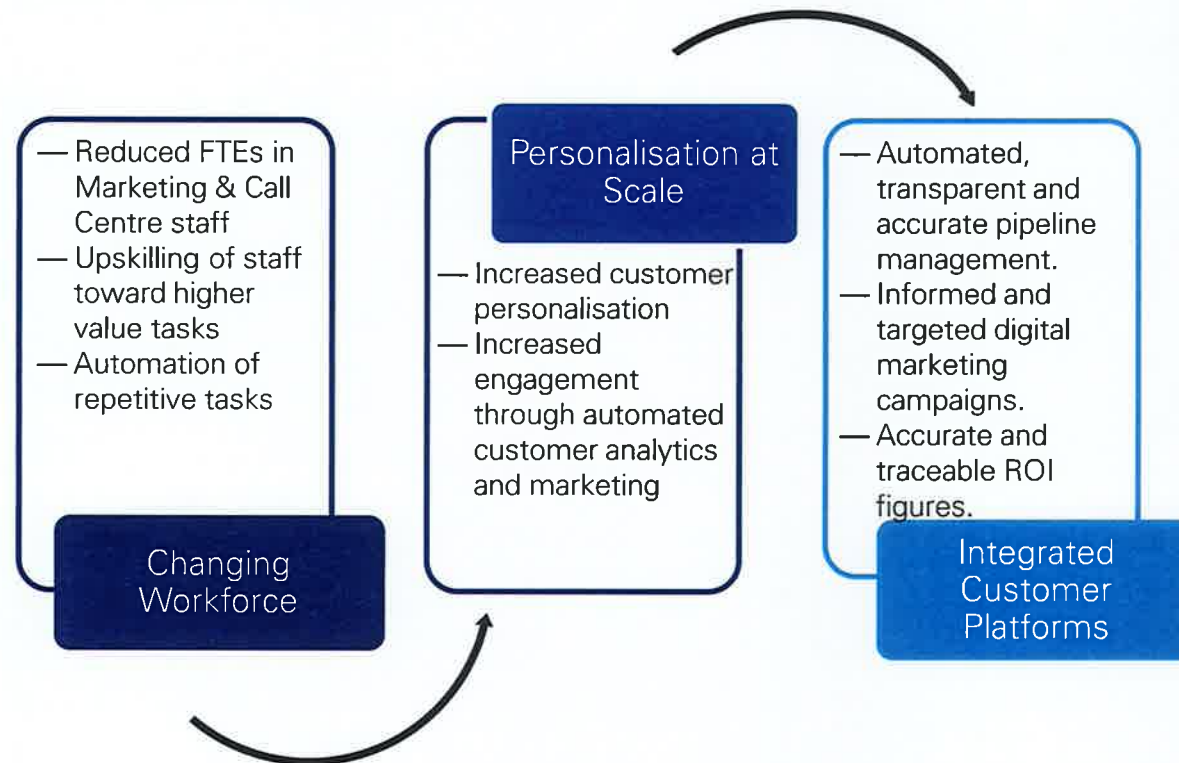 — Reduced FTEs in
Marketing & Call
Centre staff
— Upskilling of staff
toward higher
value tasks
— Automation of
repetitive tasks
Changing
Workforce
Personalisation at
Scale
— Increased customer
personalisation
— Increased
engagement
through automated
customer analytics
and marketing
— Automated,
transparent and
accurate pipeline
management.
— Informed and
targeted digital
marketing
campaigns.
— Accurate and
traceable ROI
figures.
Integrated
Customer
Platforms